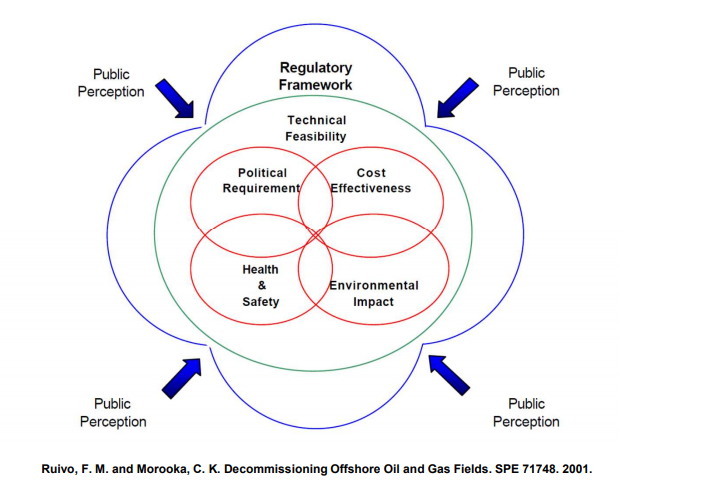 Regulatory
Framework
Public
Perception
Public
Perception
Technical
Feasibility
Political
Requirement
Cost
Effectiveness
Health
&
Safety
Environmental
Impact
Public
Perception
Public
Perception
Ruivo, F. M. and Morooka, C. K. Decommissioning Offshore Oil and Gas Fields. SPE 71748. 2001.